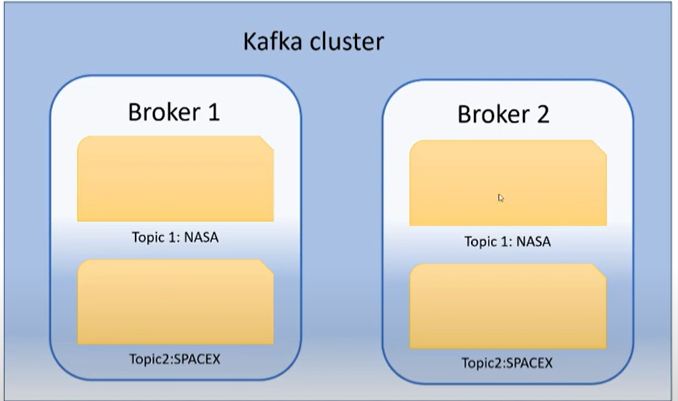 Kafka cluster
Broker 1
Topic 1: NASA
Topic2:SPACEX
Broker 2
Topic 1: NASA
Topic2:SPACEX